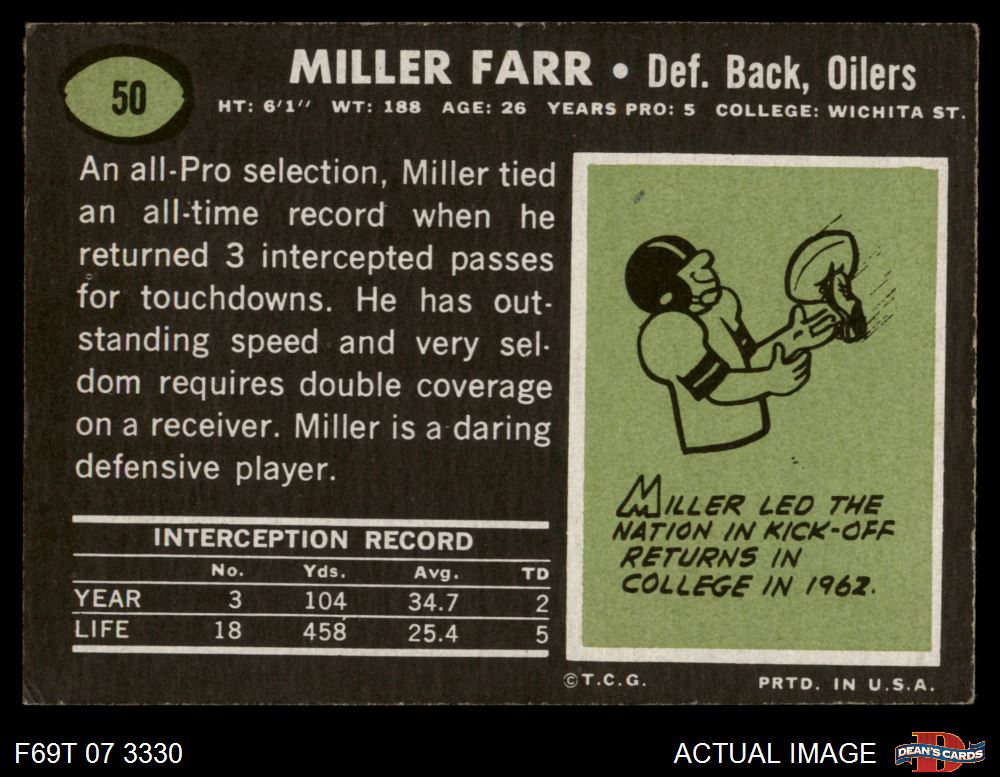 50
MILLER FARR • Def. Back, Oilers
HT: 6'1'' WT: 188 AGE: 26 YEARS PRO: 5 COLLEGE: WICHITA ST.
An all-Pro selection, Miller tied
an all-time record when he
returned 3 intercepted passes
for touchdowns. He has out-
standing speed and very sel-
dom requires double coverage
on a receiver. Miller is a daring
defensive player.
INTERCEPTION RECORD
No. Yds. Avg. TD
YEAR 3 104 34.7 2
LIFE 18 458 25.4 5
MILLER LED THE
NATION IN KICK-OFF
RETURNS IN
COLLEGE IN 1962.
©T.C.G. PRTD. IN U.S.A.
F69T 07 3330
ACTUAL IMAGE
D
DEAN'S CARDS